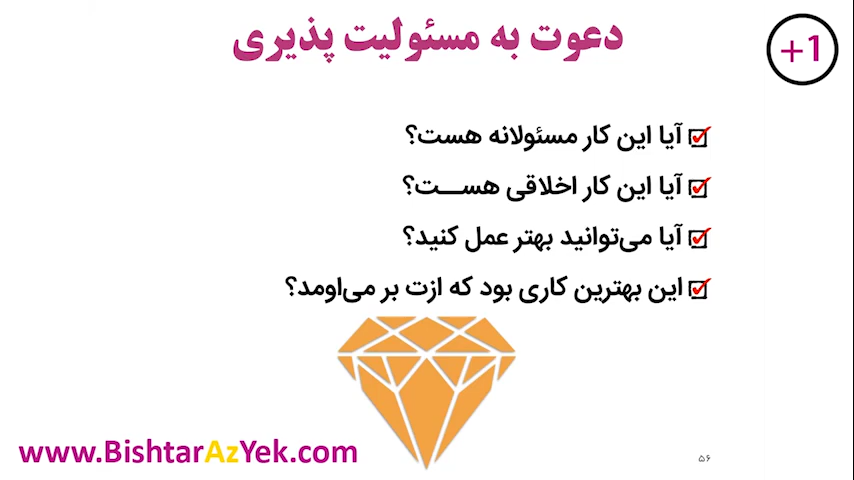 دعوت به مسئولیت پذیری
+1
آیا این کار مسئولانه هست؟
آیا این کار اخلاقی هســت؟
آیا می‌توانید بهتر عمل کنید؟
این بهترین کاری بود که ازت بر می‌اومد؟
www.BishtarAzYek.com
۵۶